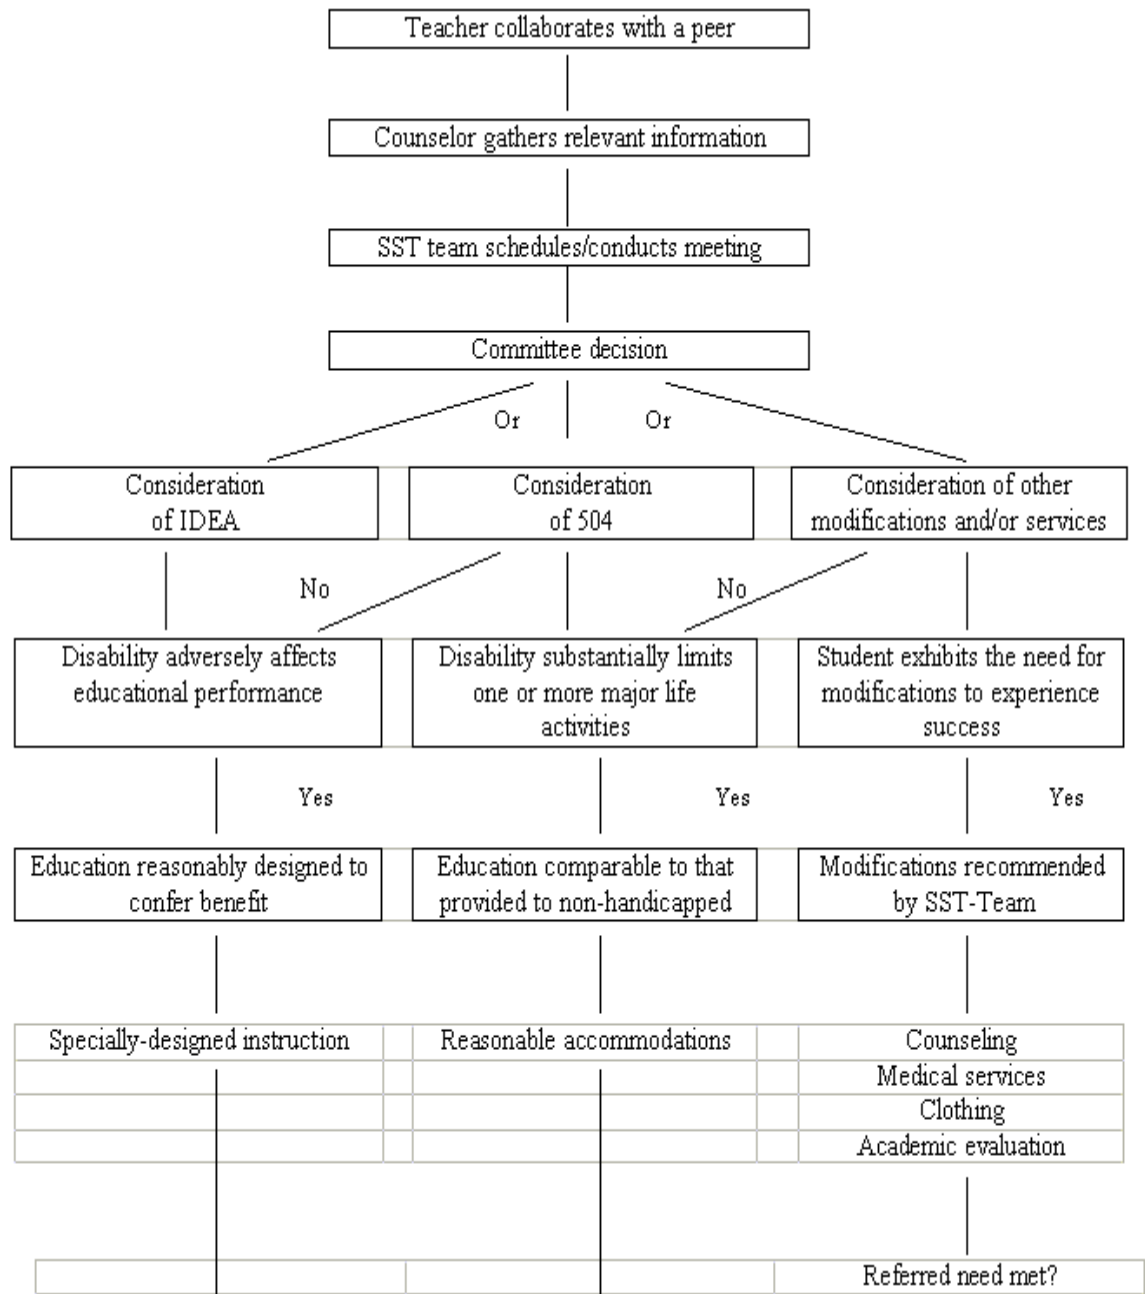 Teacher collaborates with a peer
Counselor gathers relevant information
SST team schedules/conducts meeting
Committee decision
Or
Or
Consideration
of IDEA
Consideration
of 504
Consideration of other
modifications and/or services
No
No
Disability adversely affects
educational performance
Disability substantially limits
one or more major life
activities
Student exhibits the need for
modifications to experience
success
Yes
Yes
Yes
Education reasonably designed to
confer benefit
Education comparable to that
provided to non-handicapped
Modifications recommended
by SST-Team
Specially-designed instruction
Reasonable accommodations
Counseling
Medical services
Clothing
Academic evaluation
Referred need met?